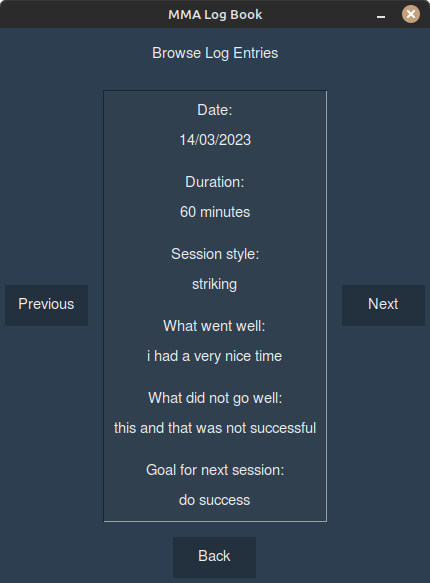 MMA Log Book
Browse Log Entries
Date:
14/03/2023
Duration:
60 minutes
Session style:
striking
Previous
Next
What went well:
i had a very nice time
What did not go well:
this and that was not successful
Goal for next session:
do success
Back